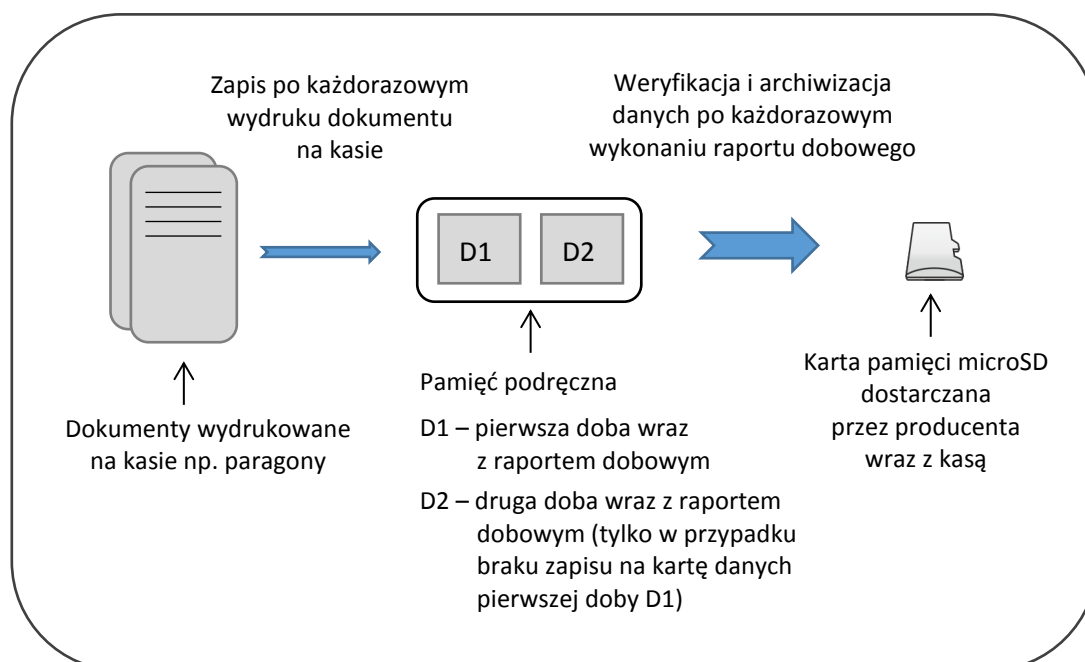 Zapis po każdorazowym
wydruku dokumentu
na kasie
Weryfikacja i archiwizacja
danych po każdorazowym
wykonaniu raportu dobowego
D1
D2
Dokumenty wydrukowane
na kasie np. paragony
Pamięć podręczna
D1 – pierwsza doba wraz
z raportem dobowym
D2 – druga doba wraz z raportem
dobowym (tylko w przypadku
braku zapisu na kartę danych
pierwszej doby D1)
Karta pamięci microSD
dostarczana
przez producenta
wraz z kasą